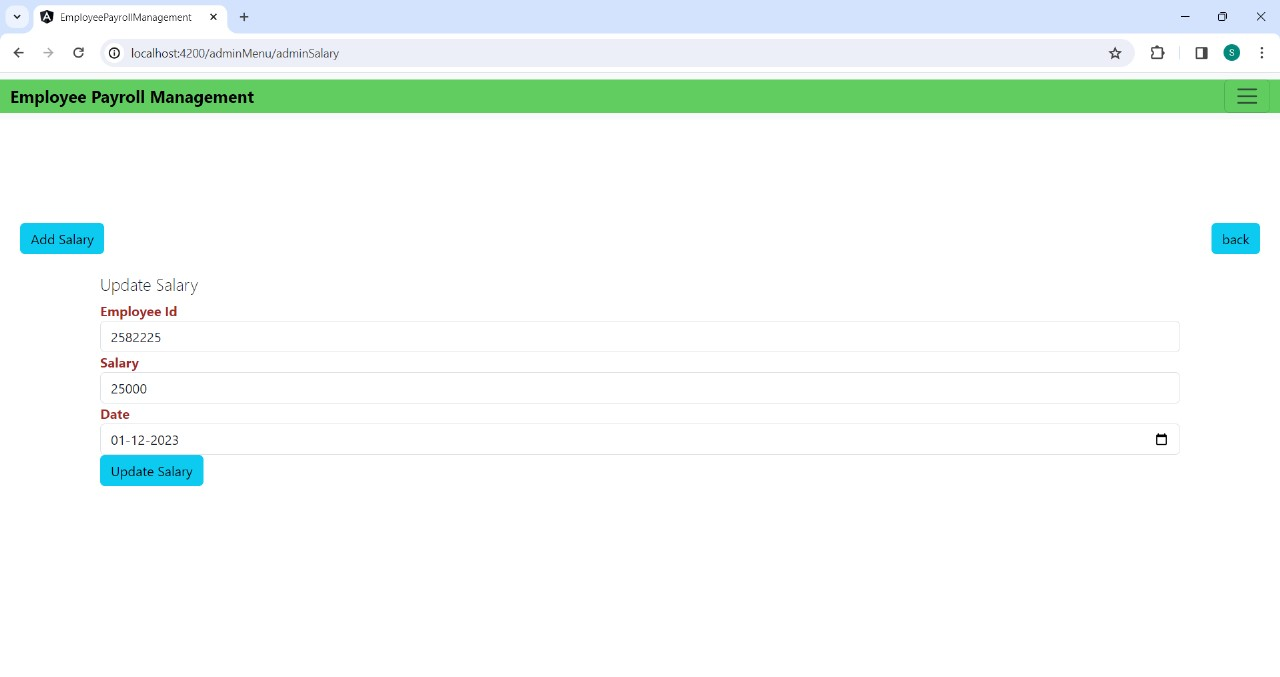 EmployeePayrollManagement
localhost:4200/adminMenu/adminSalary
S
Employee Payroll Management
Add Salary
back
Update Salary
Employee Id
2582225
Salary
25000
Date
01-12-2023
Update Salary